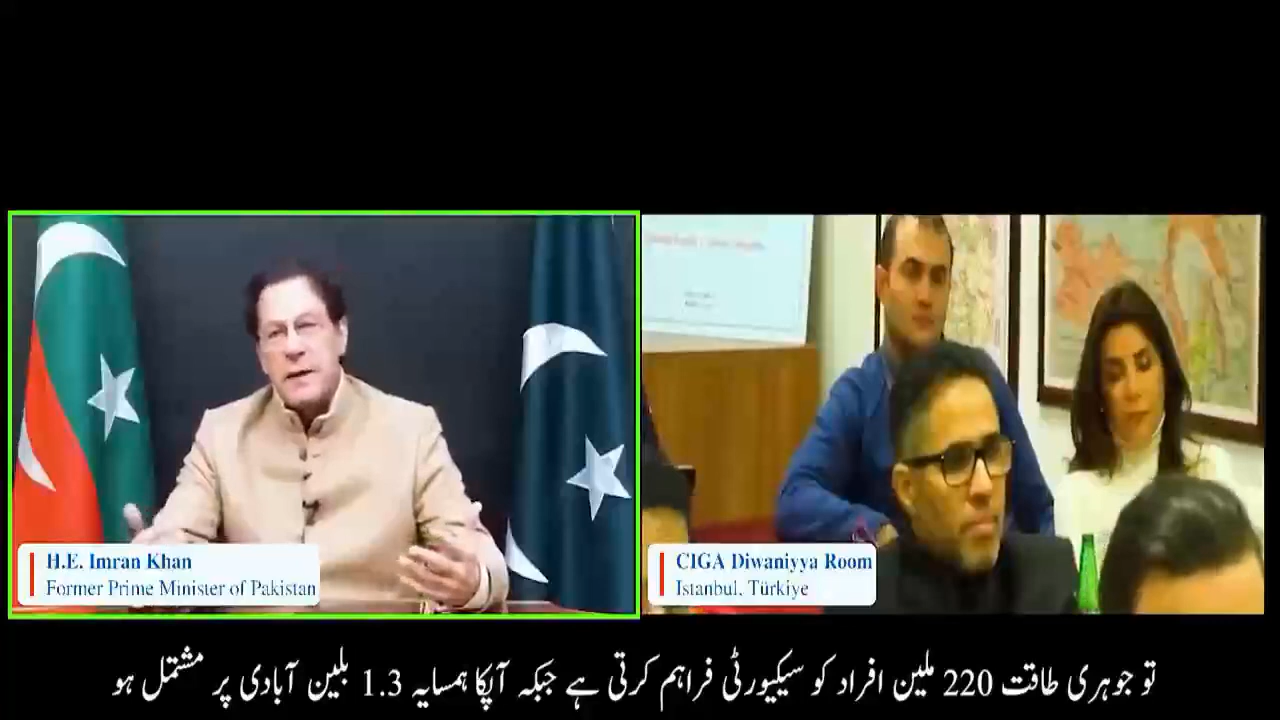 H.E. Imran Khan
Former Prime Minister of Pakistan
CIGA Diwaniyya Room
Istanbul, Türkiye
تو جوہری طاقت 220 ملین افراد کو سیکیورٹی فراہم کرتی ہے جبکہ آپکا ہمسایہ 1.3 بلین آبادی پر مشتمل ہو